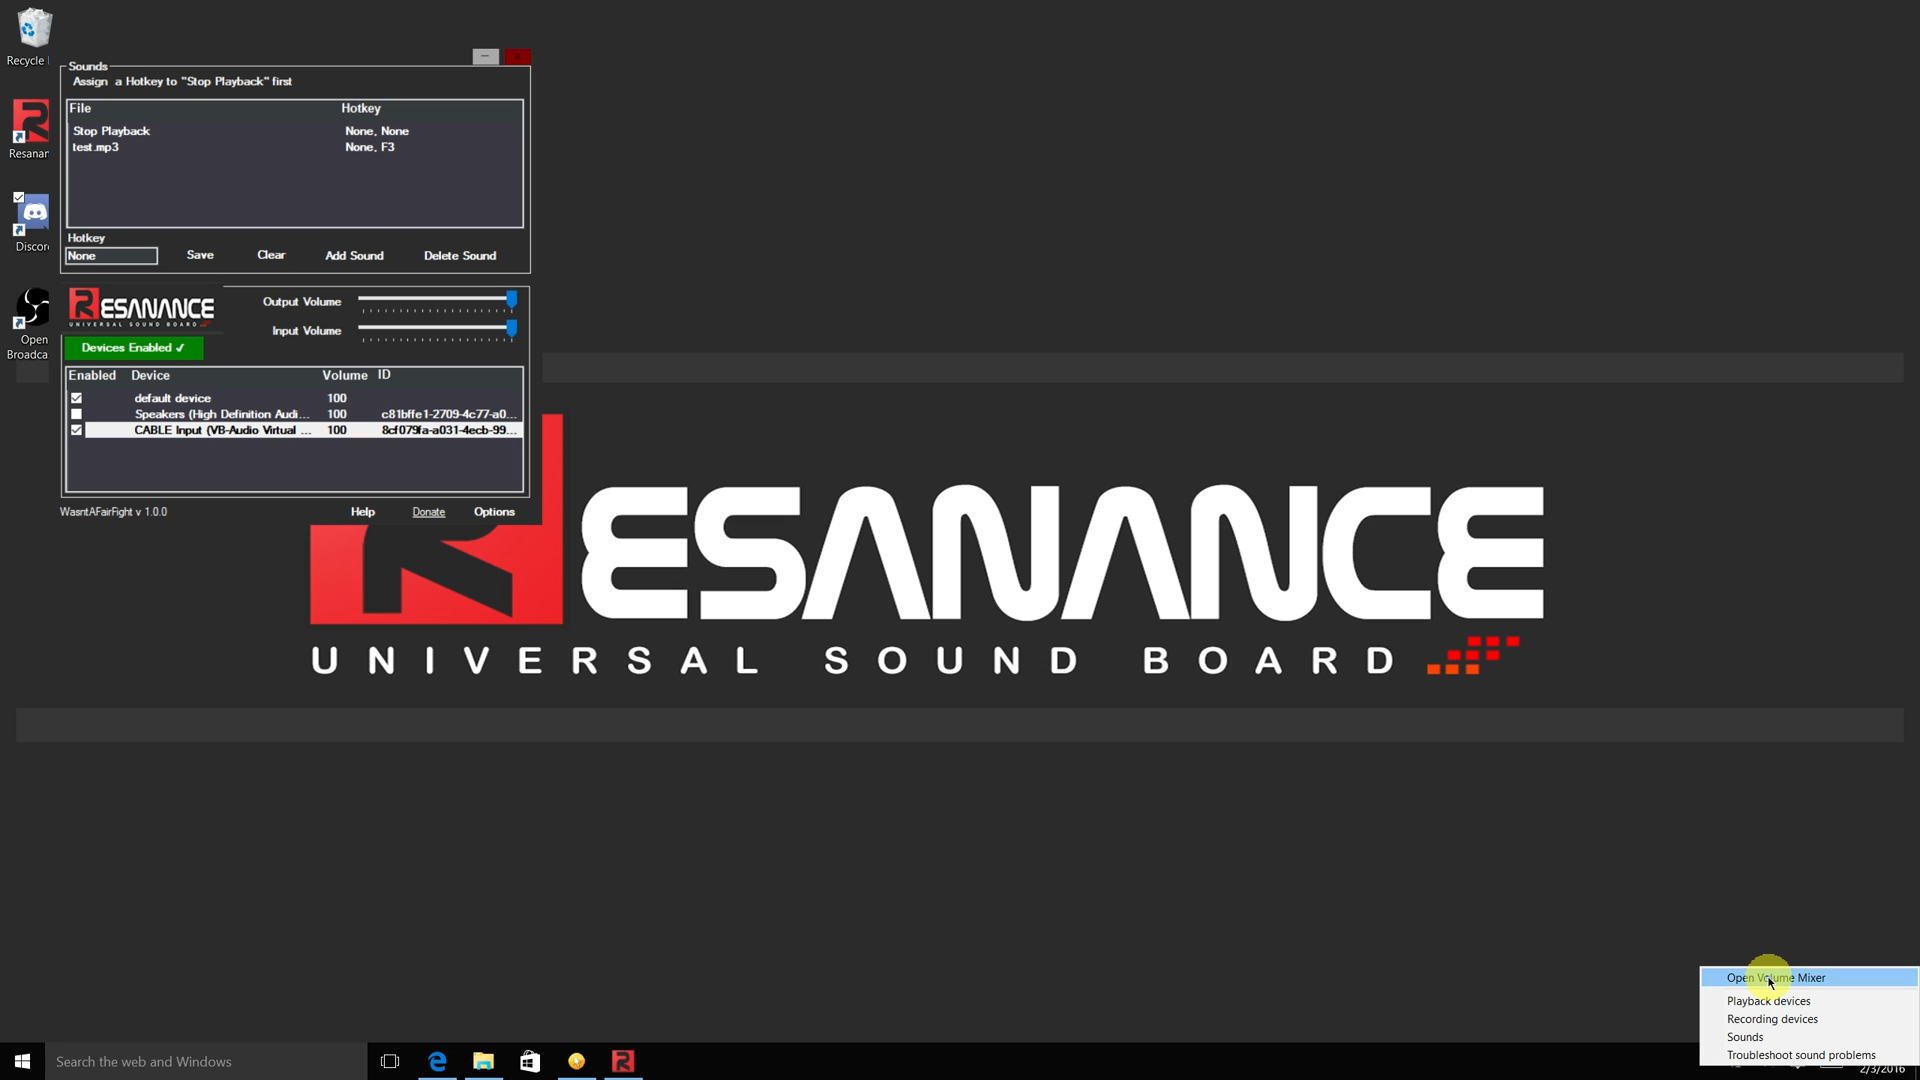 Recycle
Resanan
Discor
Open
Broadca
Sounds
Assign a Hotkey to "Stop Playback" first
File Hotkey
Stop Playback None, None
test.mp3 None, F3
Hotkey
None Save Clear Add Sound Delete Sound
RESANANCE
UNIVERSAL SOUND BOARD
Output Volume
Input Volume
Devices Enabled ✓
Enabled Device Volume ID
default device 100
Speakers (High Definition Audi... 100 c81bffe1-2709-4c77-a0...
CABLE Input (VB-Audio Virtual ... 100 8cf079fa-a031-4ecb-99...
WasntAFairFight v 1.0.0 Help Donate Options
RESANANCE
UNIVERSAL SOUND BOARD
Open Volume Mixer
Playback devices
Recording devices
Sounds
Troubleshoot sound problems
Search the web and Windows
2/3/2016